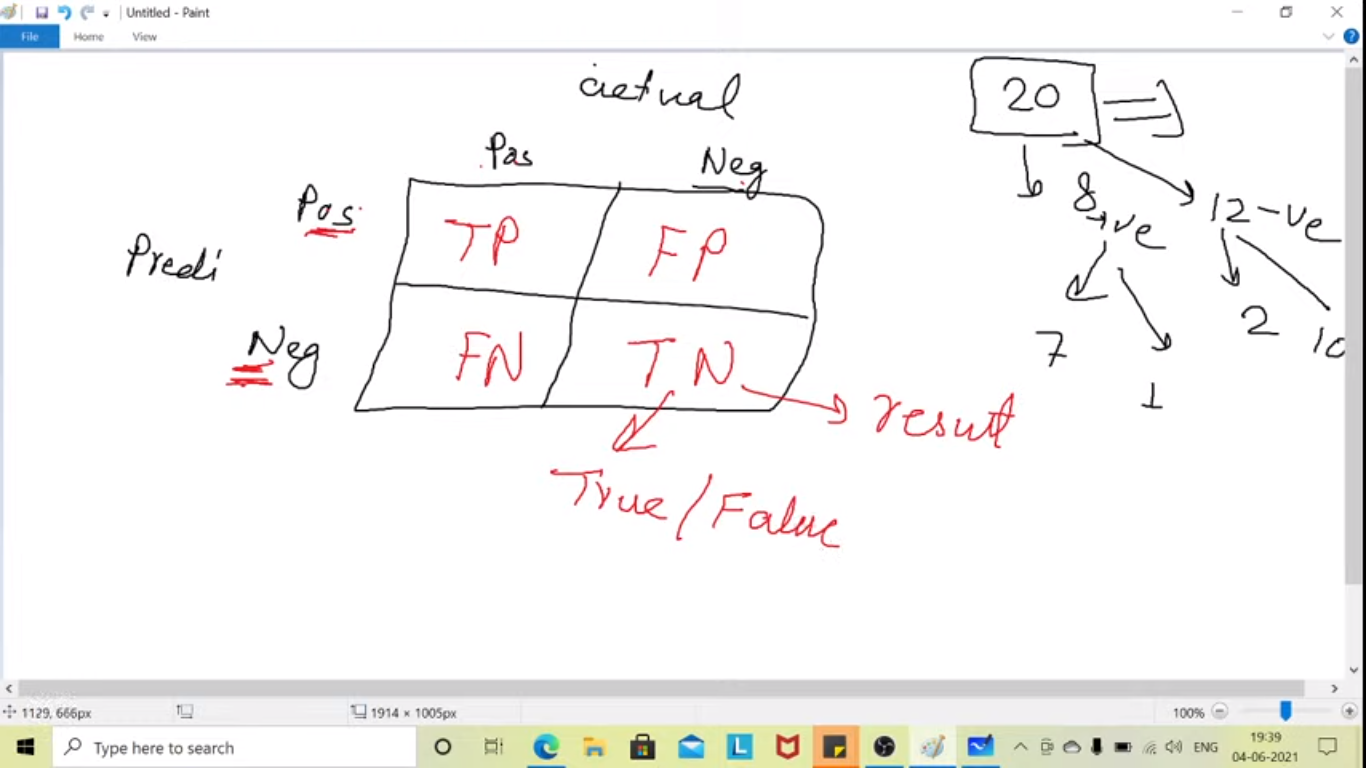 Untitled - Paint
File Home View
actual
Pos Neg
Pos TP FP
Predi
Neg FN TN
result
True/False
20
8 +ve 12 -ve
7 1 2 10
1129, 666px 1914 × 1005px 100%
Type here to search ENG 19:39
04-06-2021